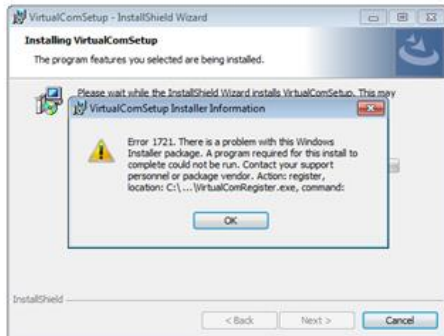 VirtualComSetup - InstallShield Wizard
Installing VirtualComSetup
The program features you selected are being installed.
Please wait while the InstallShield Wizard installs VirtualComSetup. This may
VirtualComSetup Installer Information
Error 1721. There is a problem with this Windows
Installer package. A program required for this install to
complete could not be run. Contact your support
personnel or package vendor. Action: register,
location: C:\...\VirtualComRegister.exe, command:
OK
InstallShield
< Back
Next >
Cancel